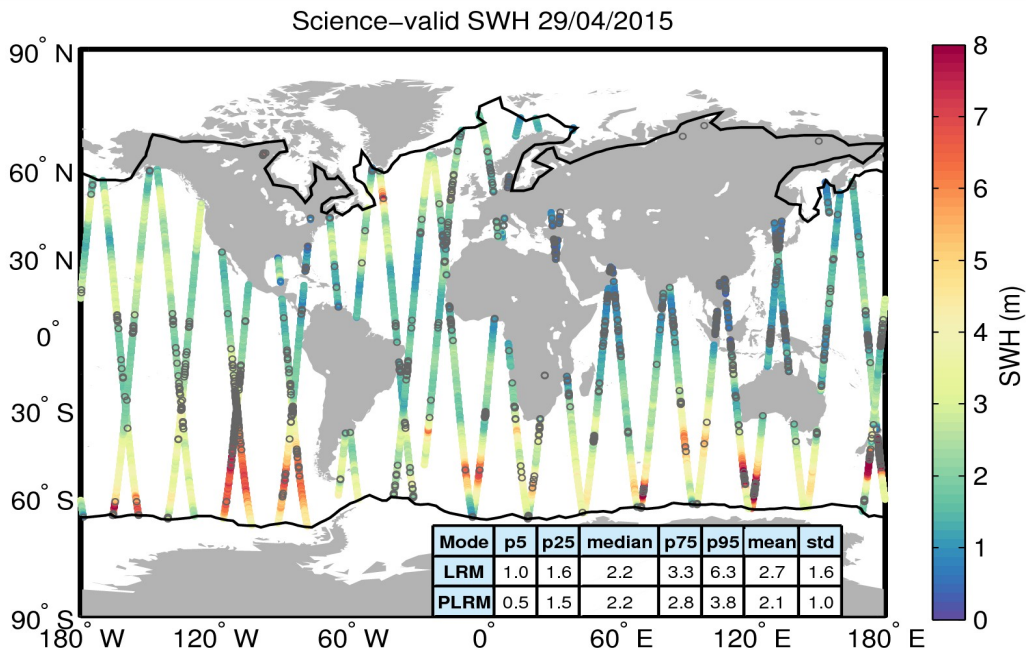 Science−valid SWH 29/04/2015
90° N
60° N
30° N
0°
30° S
60° S
90° S
180° W
120° W
60° W
0°
60° E
120° E
180° E
8
7
6
5
4
3
2
1
0
SWH (m)
Mode p5 p25 median p75 p95 mean std
LRM 1.0 1.6 2.2 3.3 6.3 2.7 1.6
PLRM 0.5 1.5 2.2 2.8 3.8 2.1 1.0